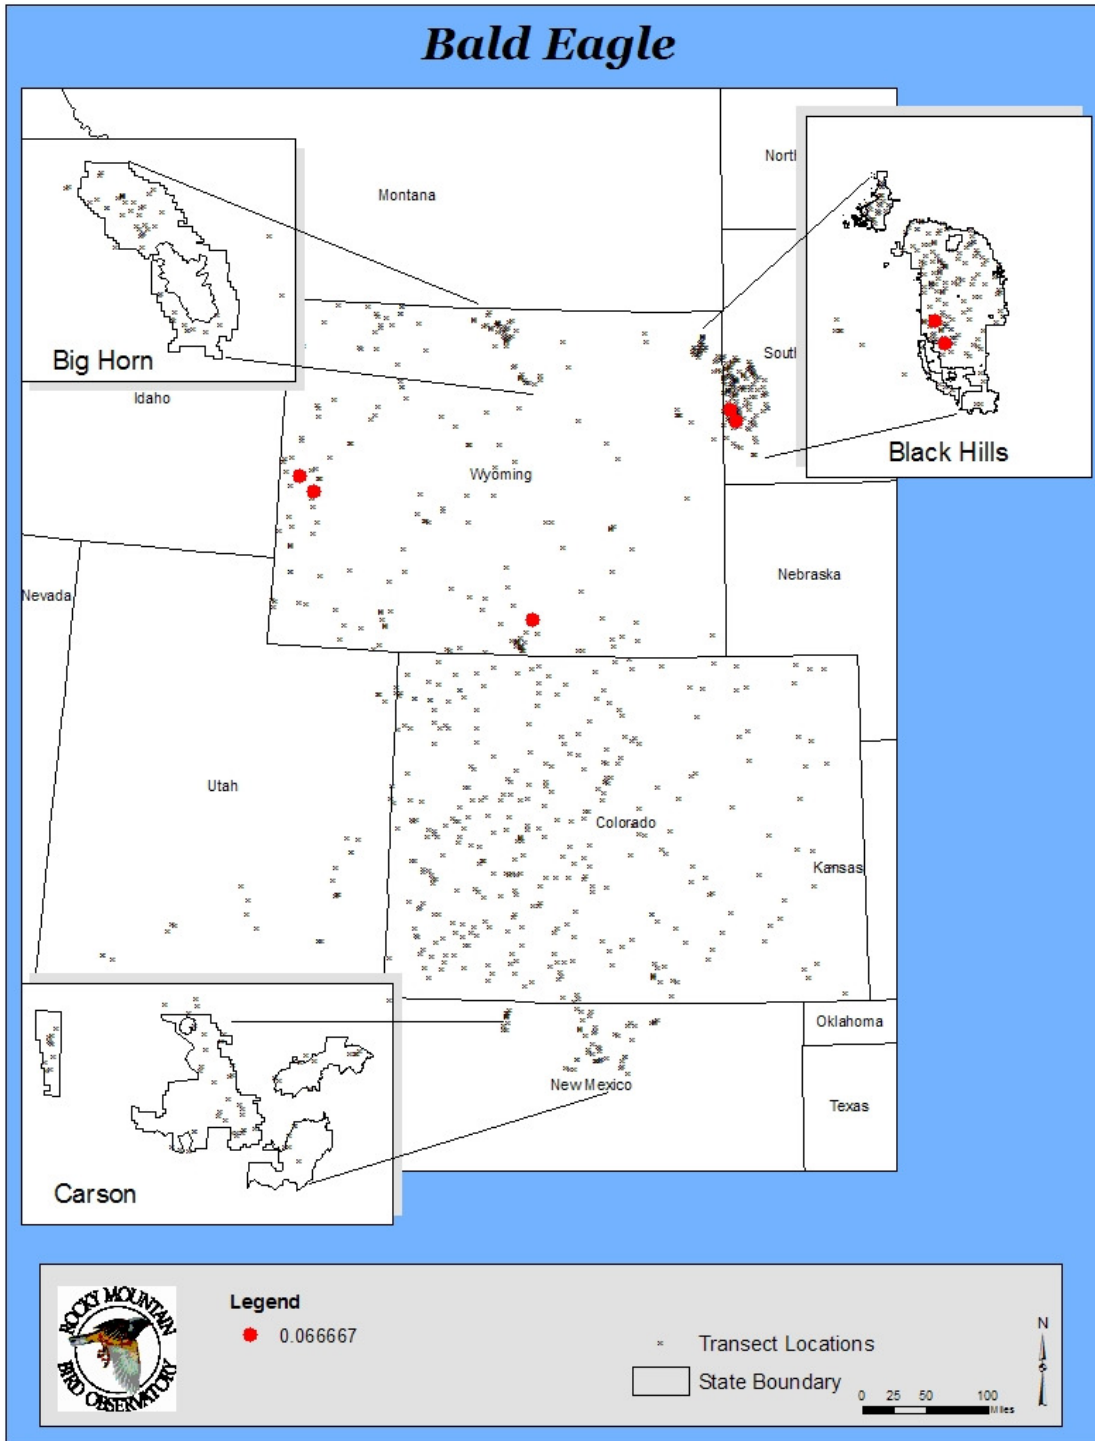 Bald Eagle
North
Montana
South
Big Horn
Idaho
Black Hills
Wyoming
Nebraska
Nevada
Utah
Colorado
Kansas
Oklahoma
New Mexico
Texas
Carson
ROCKY MOUNTAIN
BIRD OBSERVATORY
Legend
0.066667
Transect Locations
State Boundary
N
0 25 50 100
Miles